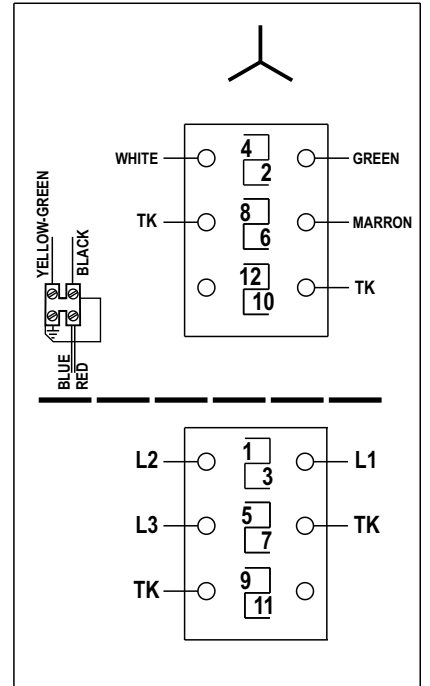 WHITE 4 GREEN
2
TK 8 MARRON
6
12 TK
10
YELLOW-GREEN
BLACK
BLUE
RED
L2 1 L1
3
L3 5 TK
7
TK 9
11